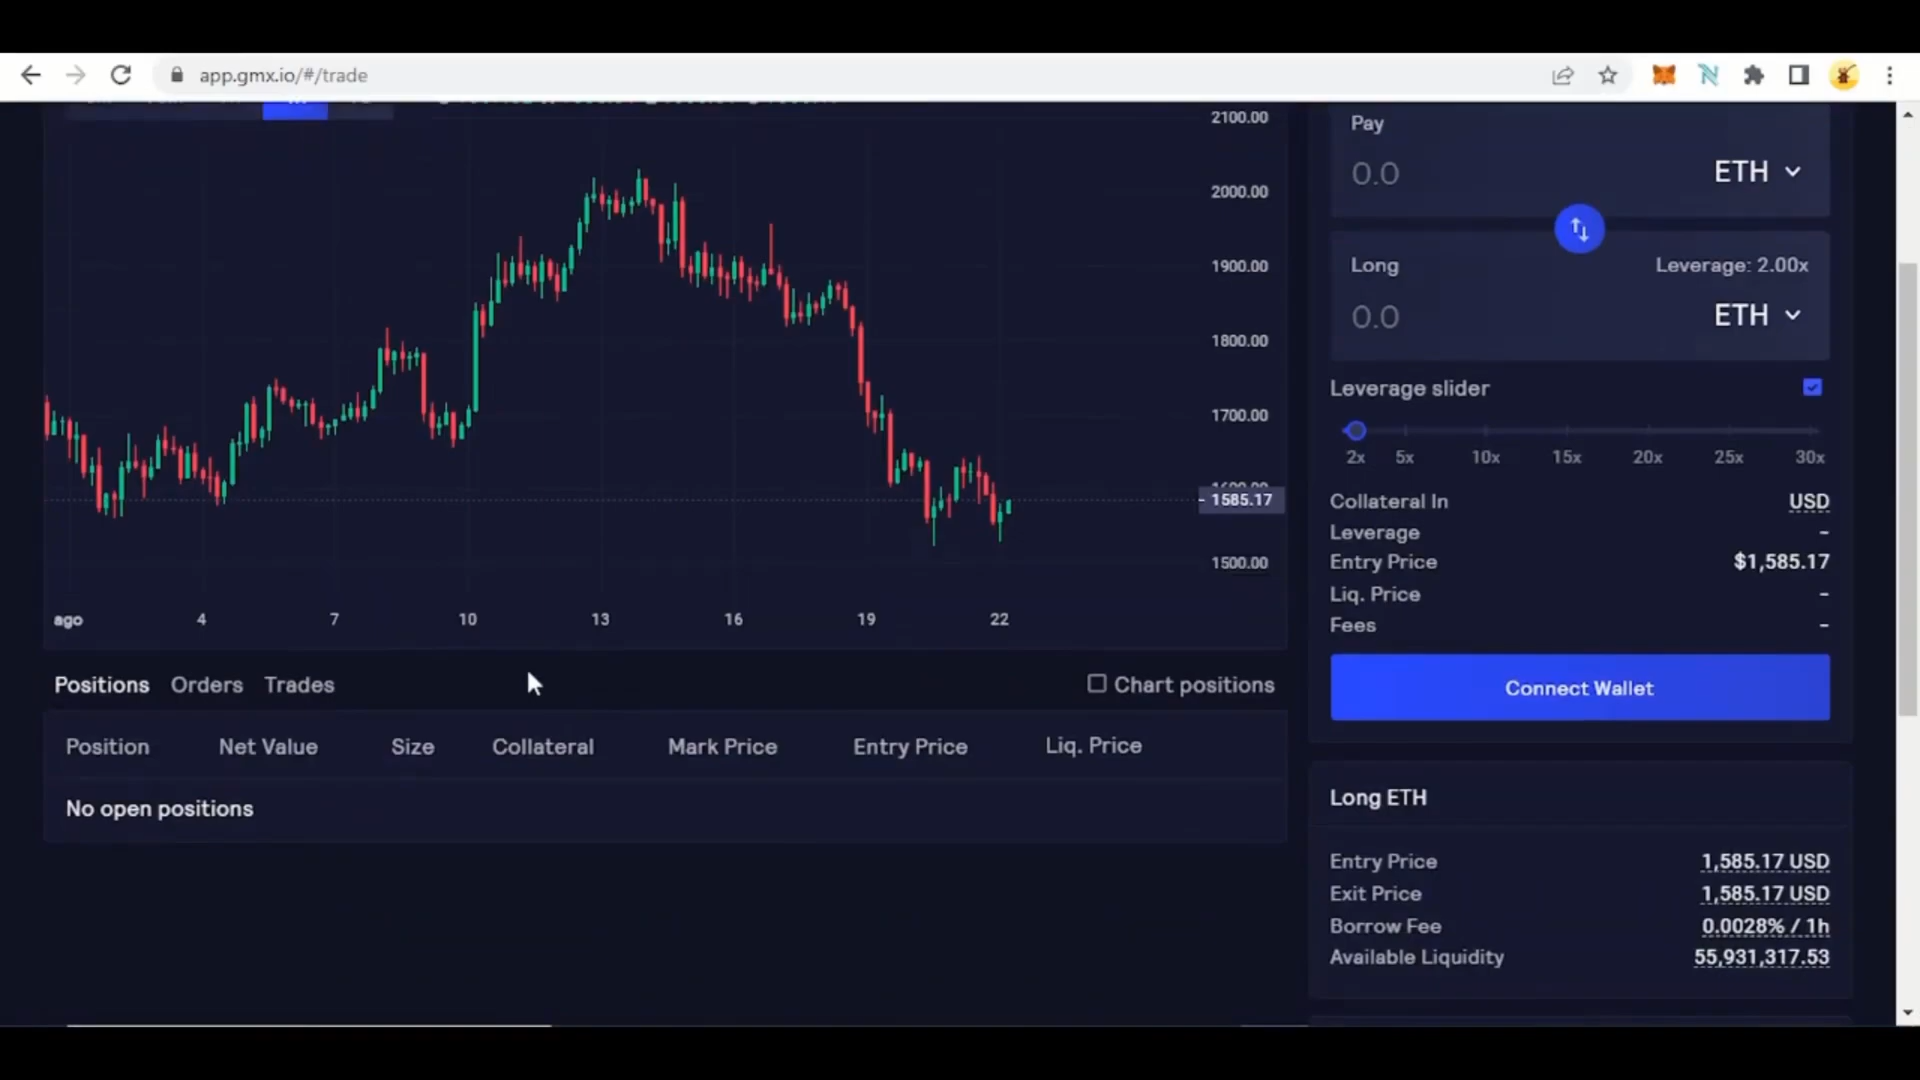 app.gmx.io/#/trade
2100.00
2000.00
1900.00
1800.00
1700.00
1585.17
1500.00
ago 4 7 10 13 16 19 22
Positions Orders Trades
Chart positions
Position Net Value Size Collateral Mark Price Entry Price Liq. Price
No open positions
Pay
0.0 ETH
Long Leverage: 2.00x
0.0 ETH
Leverage slider
2x 5x 10x 15x 20x 25x 30x
Collateral In USD
Leverage -
Entry Price $1,585.17
Liq. Price -
Fees -
Connect Wallet
Long ETH
Entry Price 1,585.17 USD
Exit Price 1,585.17 USD
Borrow Fee 0.0028% / 1h
Available Liquidity 55,931,317.53